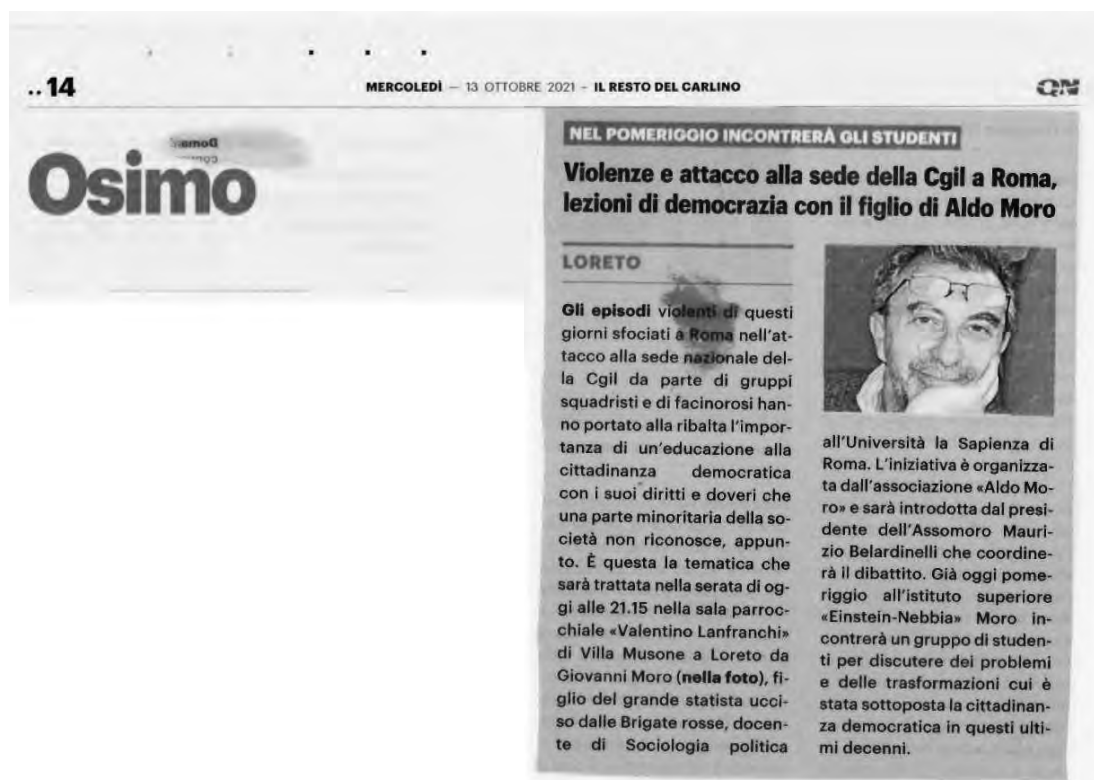 ..14
MERCOLEDÌ — 13 OTTOBRE 2021 – IL RESTO DEL CARLINO
QN
Osimo
NEL POMERIGGIO INCONTRERÀ GLI STUDENTI
Violenze e attacco alla sede della Cgil a Roma,
lezioni di democrazia con il figlio di Aldo Moro
LORETO
Gli episodi violenti di questi
giorni sfociati a Roma nell'at-
tacco alla sede nazionale del-
la Cgil da parte di gruppi
squadristi e di facinorosi han-
no portato alla ribalta l'impor-
tanza di un'educazione alla
cittadinanza democratica
con i suoi diritti e doveri che
una parte minoritaria della so-
cietà non riconosce, appun-
to. È questa la tematica che
sarà trattata nella serata di og-
gi alle 21.15 nella sala parroc-
chiale «Valentino Lanfranchi»
di Villa Musone a Loreto da
Giovanni Moro (nella foto), fi-
glio del grande statista ucci-
so dalle Brigate rosse, docen-
te di Sociologia politica
all'Università la Sapienza di
Roma. L'iniziativa è organizza-
ta dall'associazione «Aldo Mo-
ro» e sarà introdotta dal presi-
dente dell'Assomoro Mauri-
zio Belardinelli che coordine-
rà il dibattito. Già oggi pome-
riggio all'istituto superiore
«Einstein-Nebbia» Moro in-
contrerà un gruppo di studen-
ti per discutere dei problemi
e delle trasformazioni cui è
stata sottoposta la cittadinan-
za democratica in questi ulti-
mi decenni.